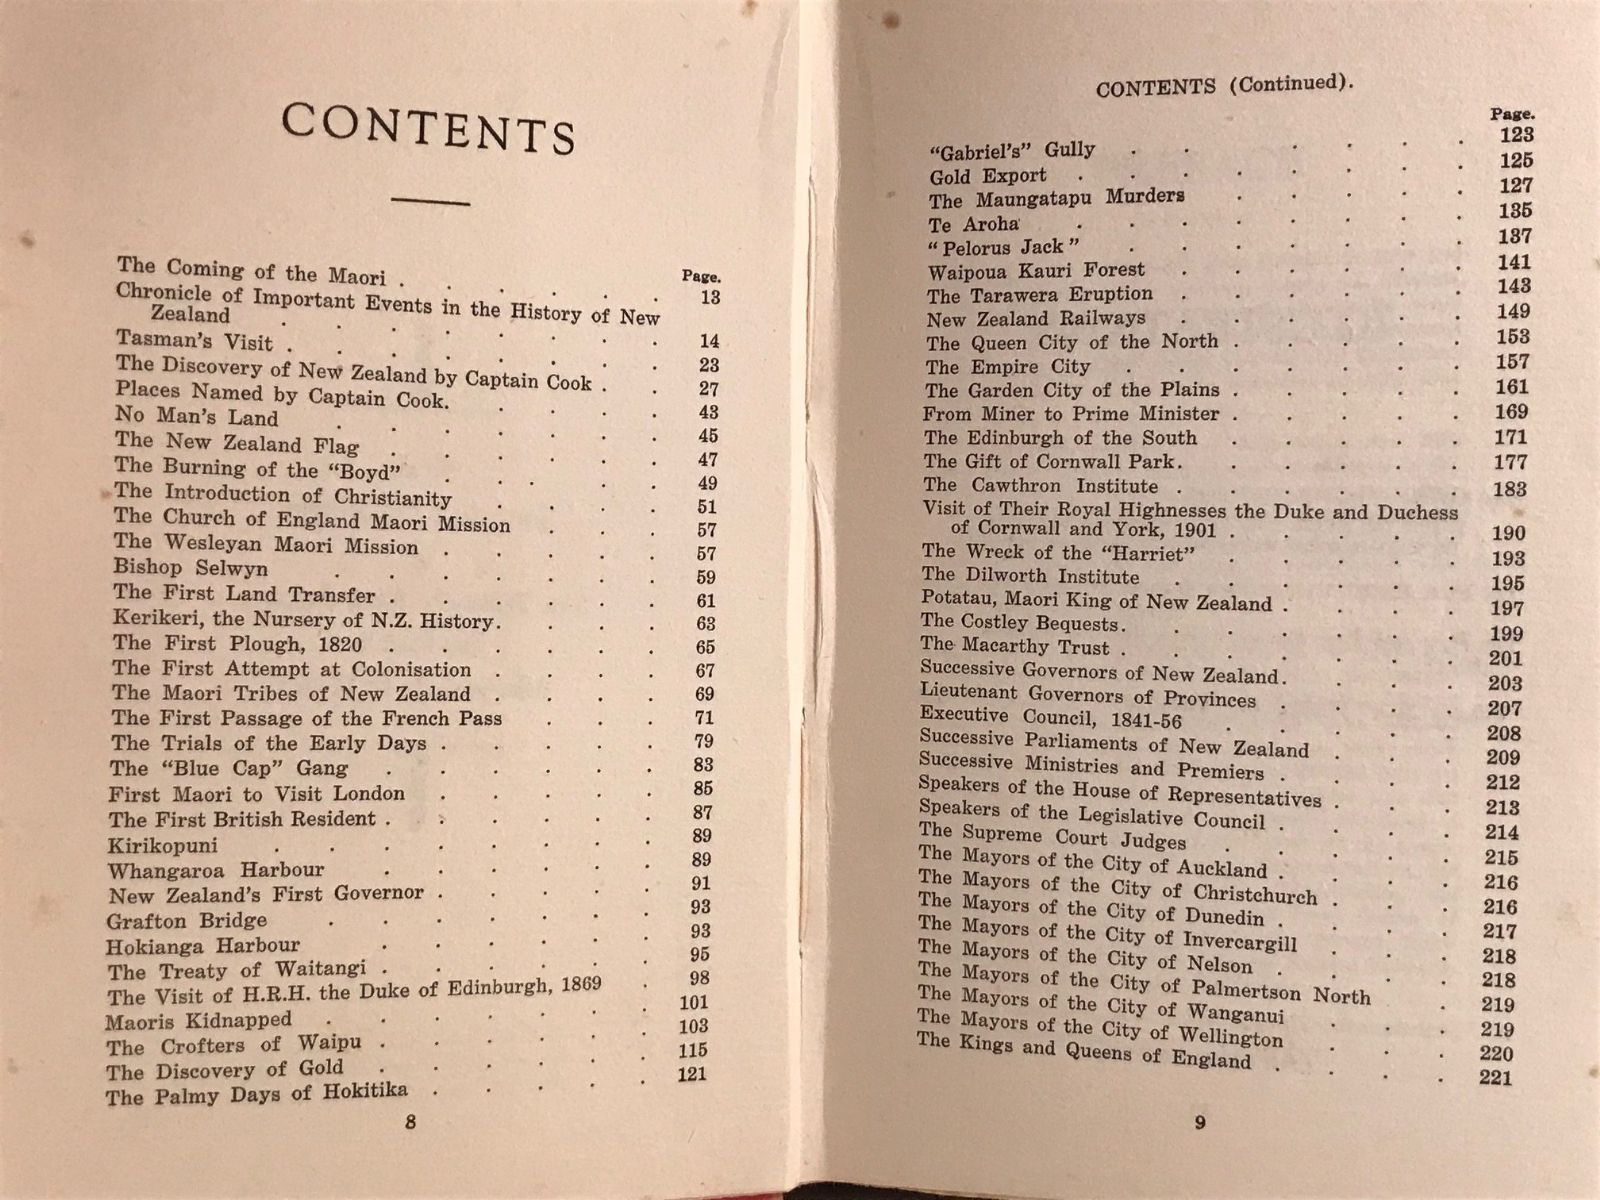 CONTENTS
Page.
The Coming of the Maori . . . . . . 13
Chronicle of Important Events in the History of New
Zealand . . . . . . . . 14
Tasman's Visit . . . . . . . . 23
The Discovery of New Zealand by Captain Cook . . 27
Places Named by Captain Cook. . . . . 43
No Man's Land . . . . . . . 45
The New Zealand Flag . . . . . . 47
The Burning of the "Boyd" . . . . . 49
The Introduction of Christianity . . . . 51
The Church of England Maori Mission . . . 57
The Wesleyan Maori Mission . . . . . 57
Bishop Selwyn . . . . . . . 59
The First Land Transfer . . . . . . 61
Kerikeri, the Nursery of N.Z. History. . . . 63
The First Plough, 1820 . . . . . . 65
The First Attempt at Colonisation . . . . 67
The Maori Tribes of New Zealand . . . . 69
The First Passage of the French Pass . . . 71
The Trials of the Early Days . . . . . 79
The "Blue Cap" Gang . . . . . . 83
First Maori to Visit London . . . . . 85
The First British Resident . . . . . . 87
Kirikopuni . . . . . . . . 89
Whangaroa Harbour . . . . . . 89
New Zealand's First Governor . . . . . 91
Grafton Bridge . . . . . . . 93
Hokianga Harbour . . . . . . 93
The Treaty of Waitangi . . . . . . 95
The Visit of H.R.H. the Duke of Edinburgh, 1869 . 98
Maoris Kidnapped . . . . . . . 101
The Crofters of Waipu . . . . . . 103
The Discovery of Gold . . . . . . 115
The Palmy Days of Hokitika . . . . . 121
8
CONTENTS (Continued).
Page.
"Gabriel's" Gully . . . . . . 123
Gold Export . . . . . . . . 125
The Maungatapu Murders . . . . . 127
Te Aroha . . . . . . . . 135
"Pelorus Jack" . . . . . . . 137
Waipoua Kauri Forest . . . . . . 141
The Tarawera Eruption . . . . . . 143
New Zealand Railways . . . . . . 149
The Queen City of the North . . . . . 153
The Empire City . . . . . . . 157
The Garden City of the Plains . . . . . 161
From Miner to Prime Minister . . . . . 169
The Edinburgh of the South . . . . . 171
The Gift of Cornwall Park. . . . . . 177
The Cawthron Institute . . . . . . 183
Visit of Their Royal Highnesses the Duke and Duchess
of Cornwall and York, 1901 . . . . . 190
The Wreck of the "Harriet" . . . . . 193
The Dilworth Institute . . . . . . 195
Potatau, Maori King of New Zealand . . . . 197
The Costley Bequests. . . . . . . 199
The Macarthy Trust . . . . . . . 201
Successive Governors of New Zealand. . . . 203
Lieutenant Governors of Provinces . . . . 207
Executive Council, 1841-56 . . . . . 208
Successive Parliaments of New Zealand . . . 209
Successive Ministries and Premiers . . . . 212
Speakers of the House of Representatives . . . 213
Speakers of the Legislative Council . . . . 214
The Supreme Court Judges . . . . . 215
The Mayors of the City of Auckland . . . . 216
The Mayors of the City of Christchurch . . . 216
The Mayors of the City of Dunedin . . . . 217
The Mayors of the City of Invercargill . . . 218
The Mayors of the City of Nelson . . . . 218
The Mayors of the City of Palmertson North . . 219
The Mayors of the City of Wanganui . . . 219
The Mayors of the City of Wellington . . . 220
The Kings and Queens of England . . . . 221
9